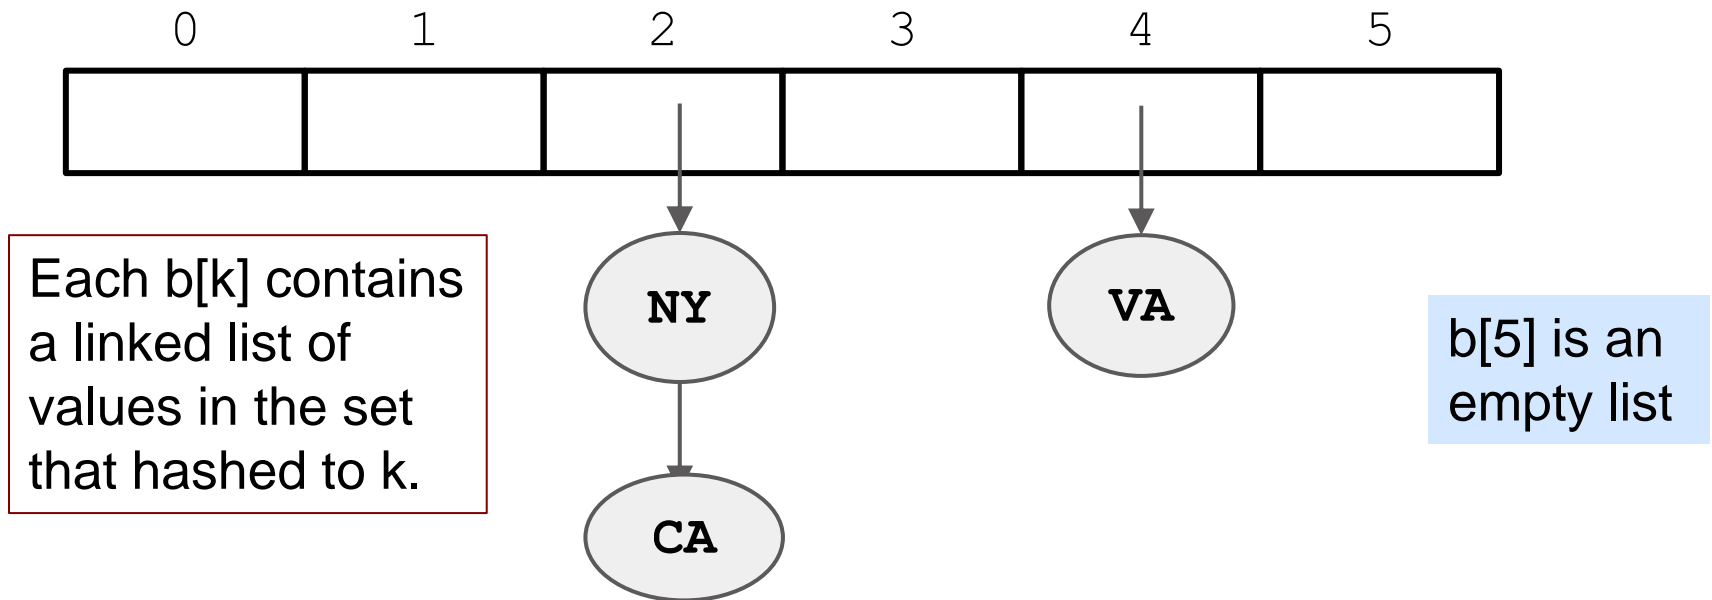 0 1 2 3 4 5
Each b[k] contains
a linked list of
values in the set
that hashed to k.
NY
CA
VA
b[5] is an
empty list